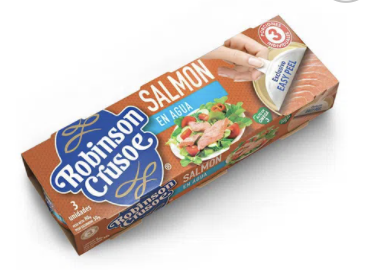 Robinson
Crusoe
SALMON
EN AGUA
3
Exclusivo
EASY PEEL
3
unidades
SALMON
EN AGUA
Robinson
Crusoe